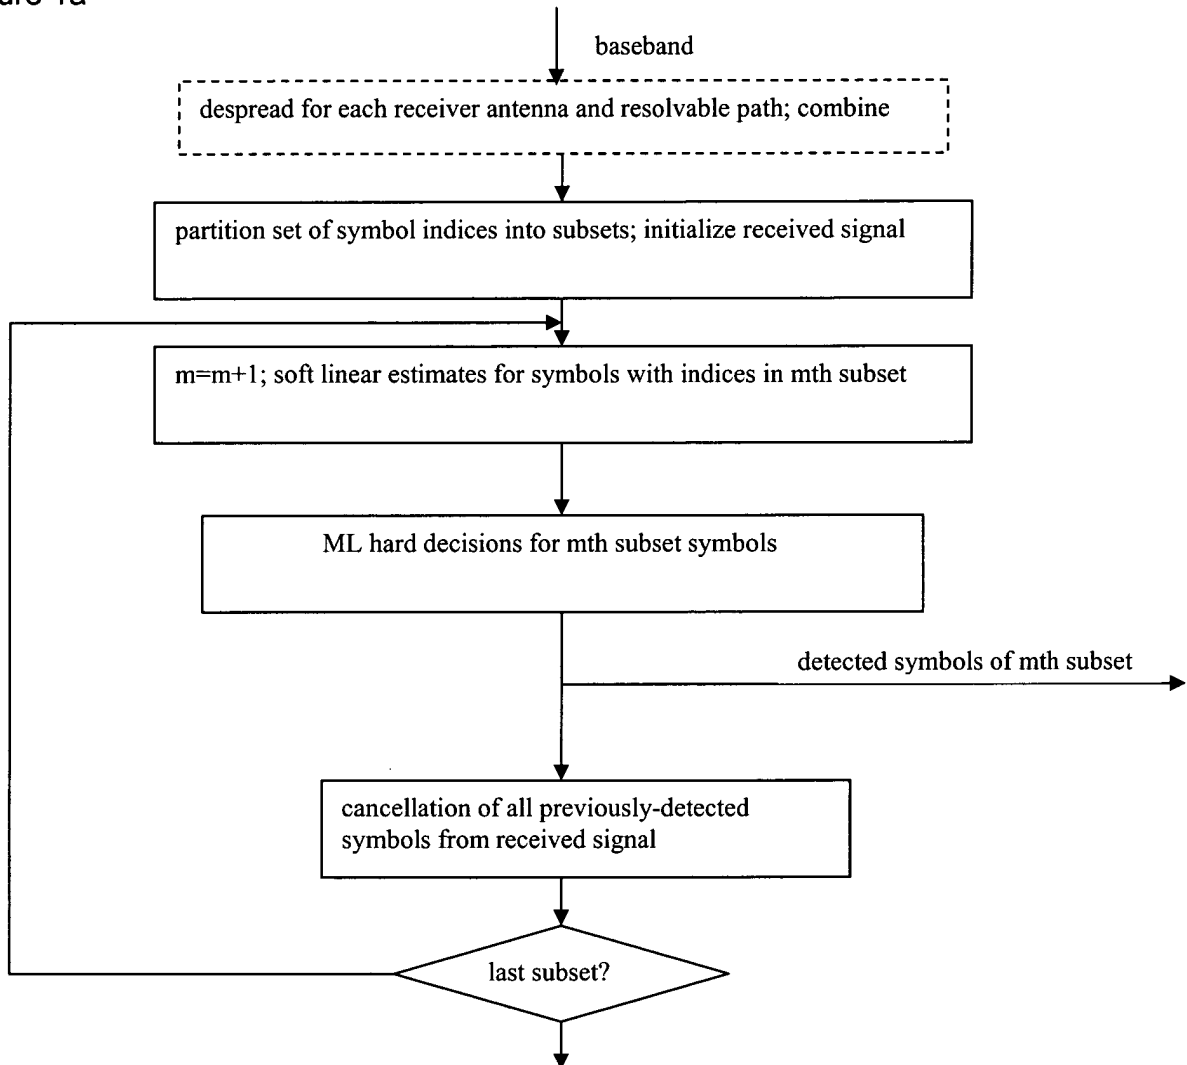 baseband
despread for each receiver antenna and resolvable path; combine
partition set of symbol indices into subsets; initialize received signal
m=m+1; soft linear estimates for symbols with indices in mth subset
ML hard decisions for mth subset symbols
detected symbols of mth subset
cancellation of all previously-detected
symbols from received signal
last subset?